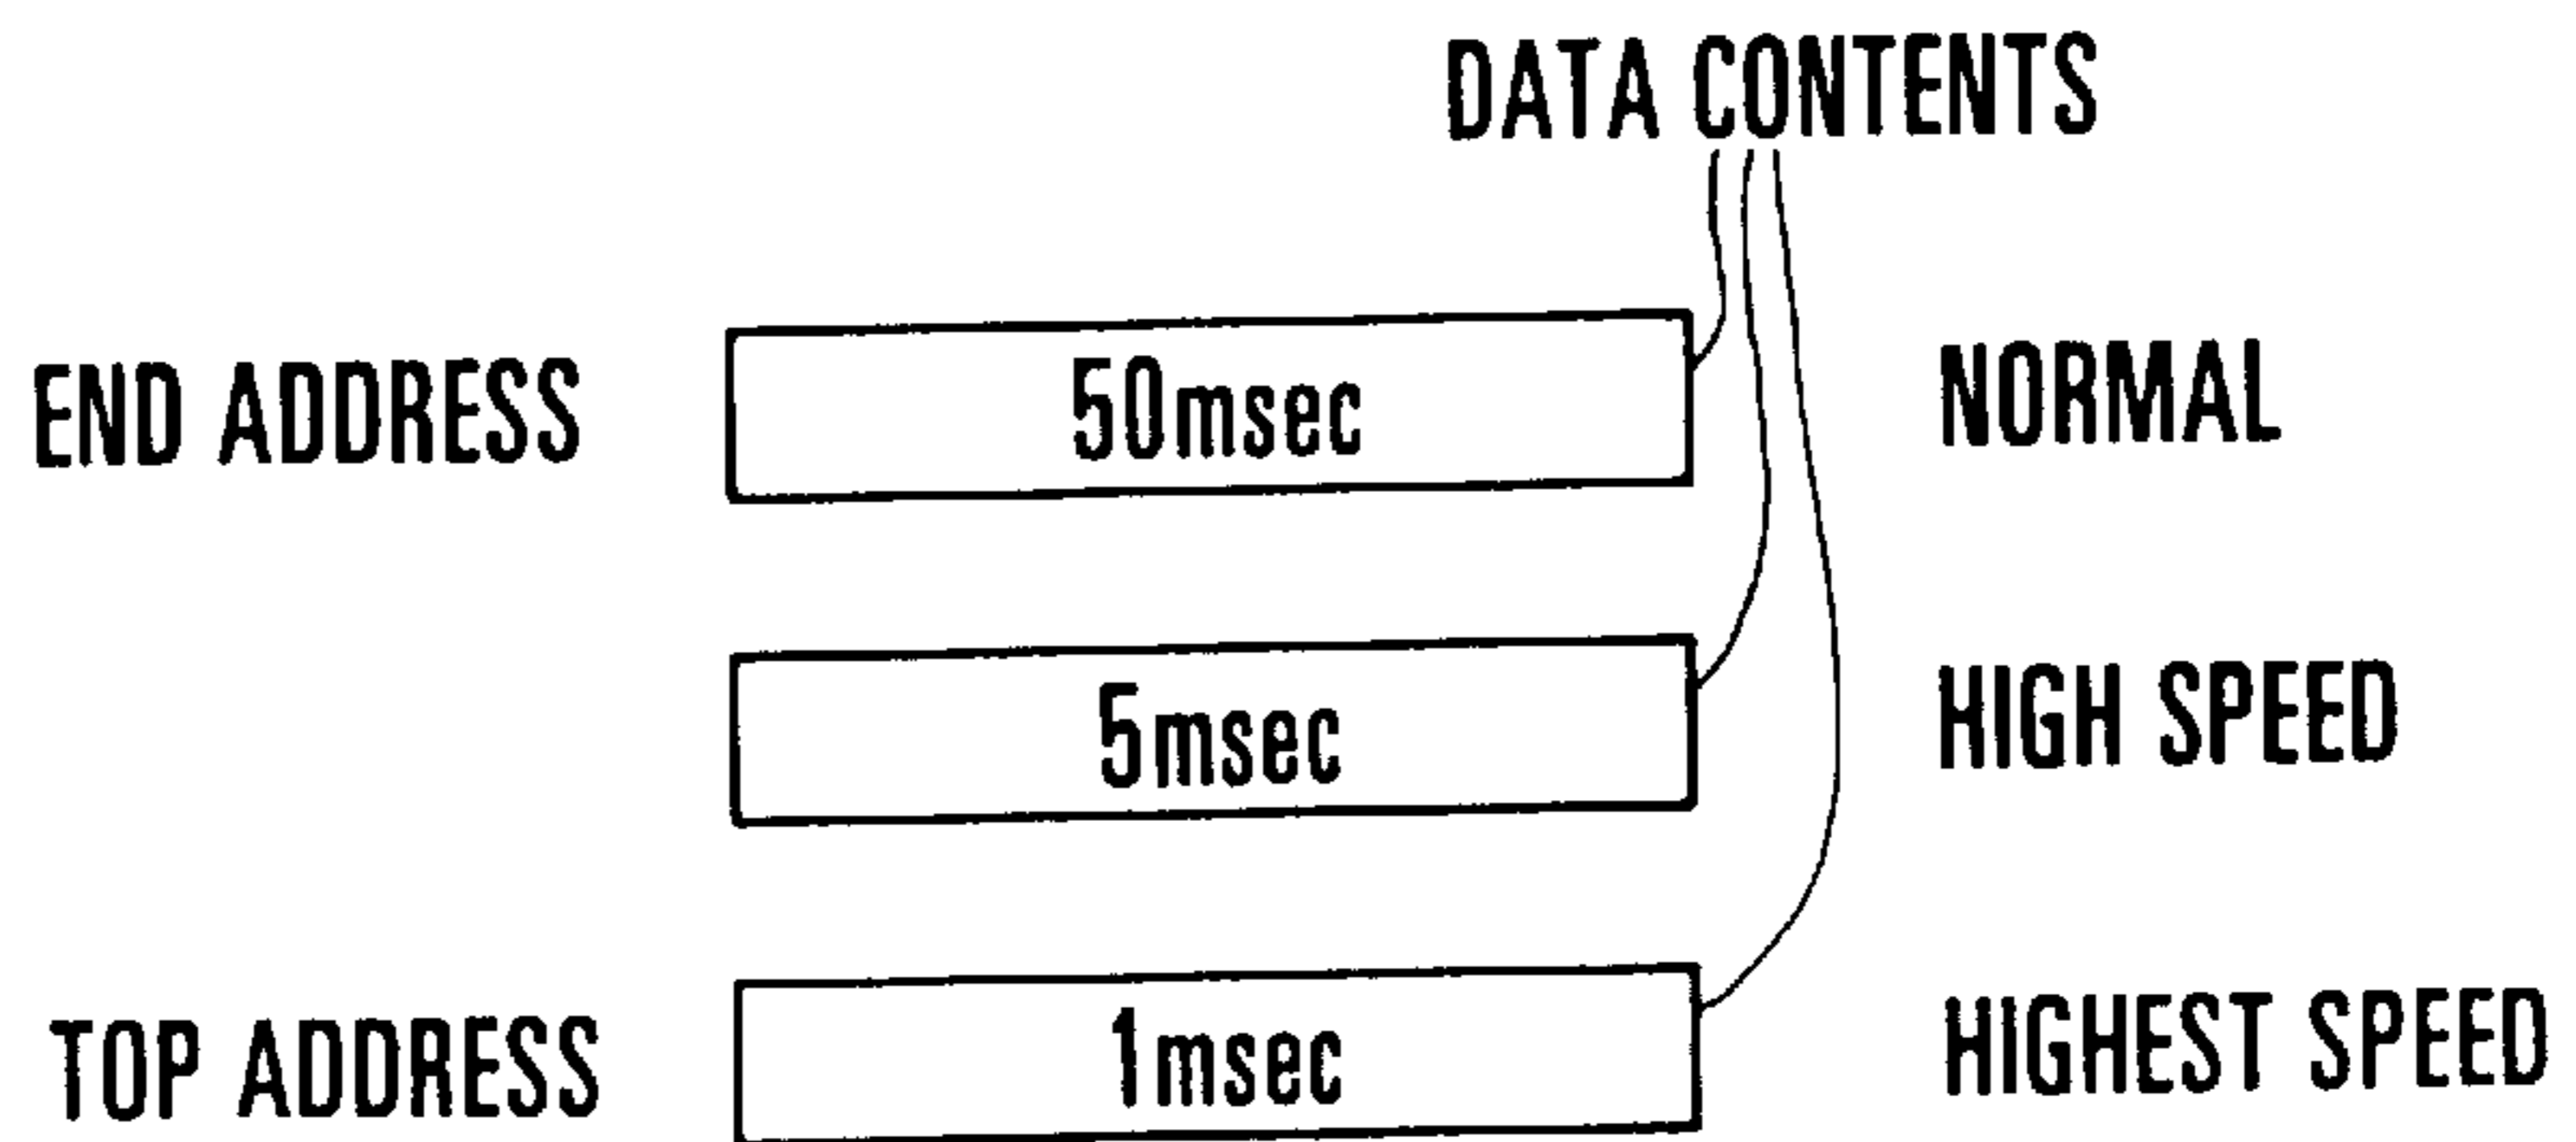 DATA CONTENTS
END ADDRESS 50msec NORMAL
5msec HIGH SPEED
TOP ADDRESS 1msec HIGHEST SPEED